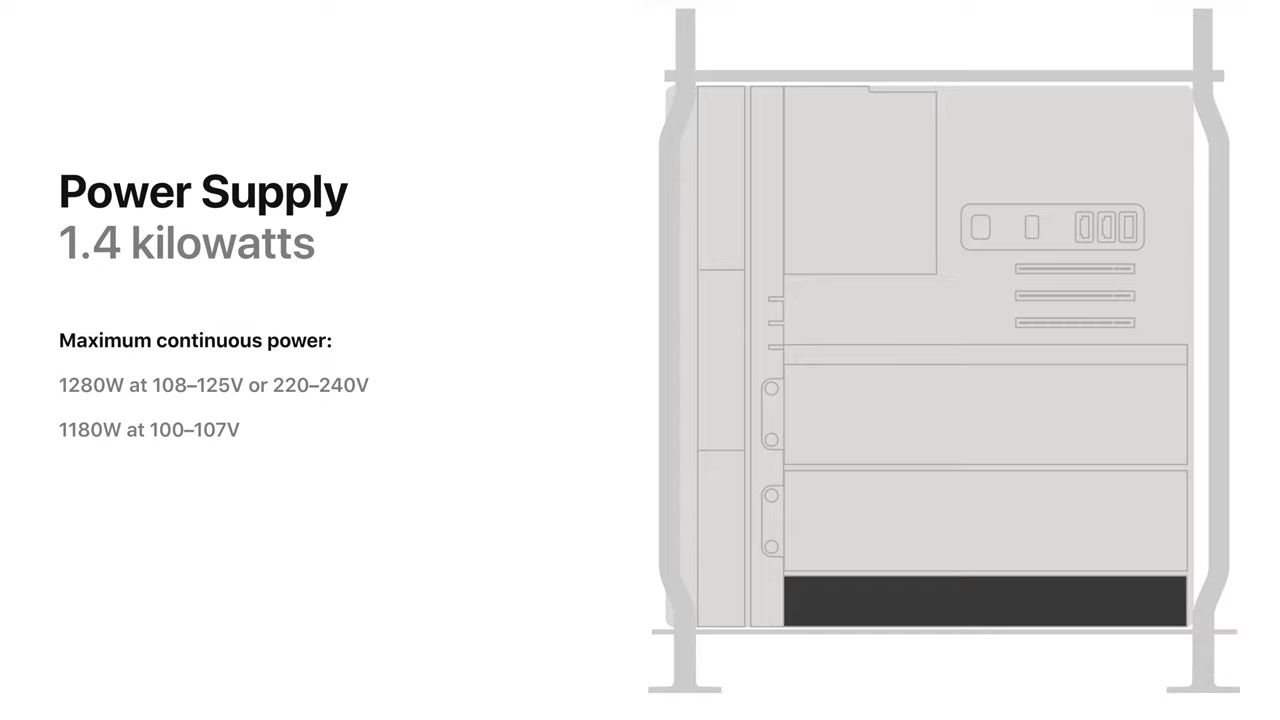 Power Supply
1.4 kilowatts
Maximum continuous power:
1280W at 108–125V or 220–240V
1180W at 100–107V